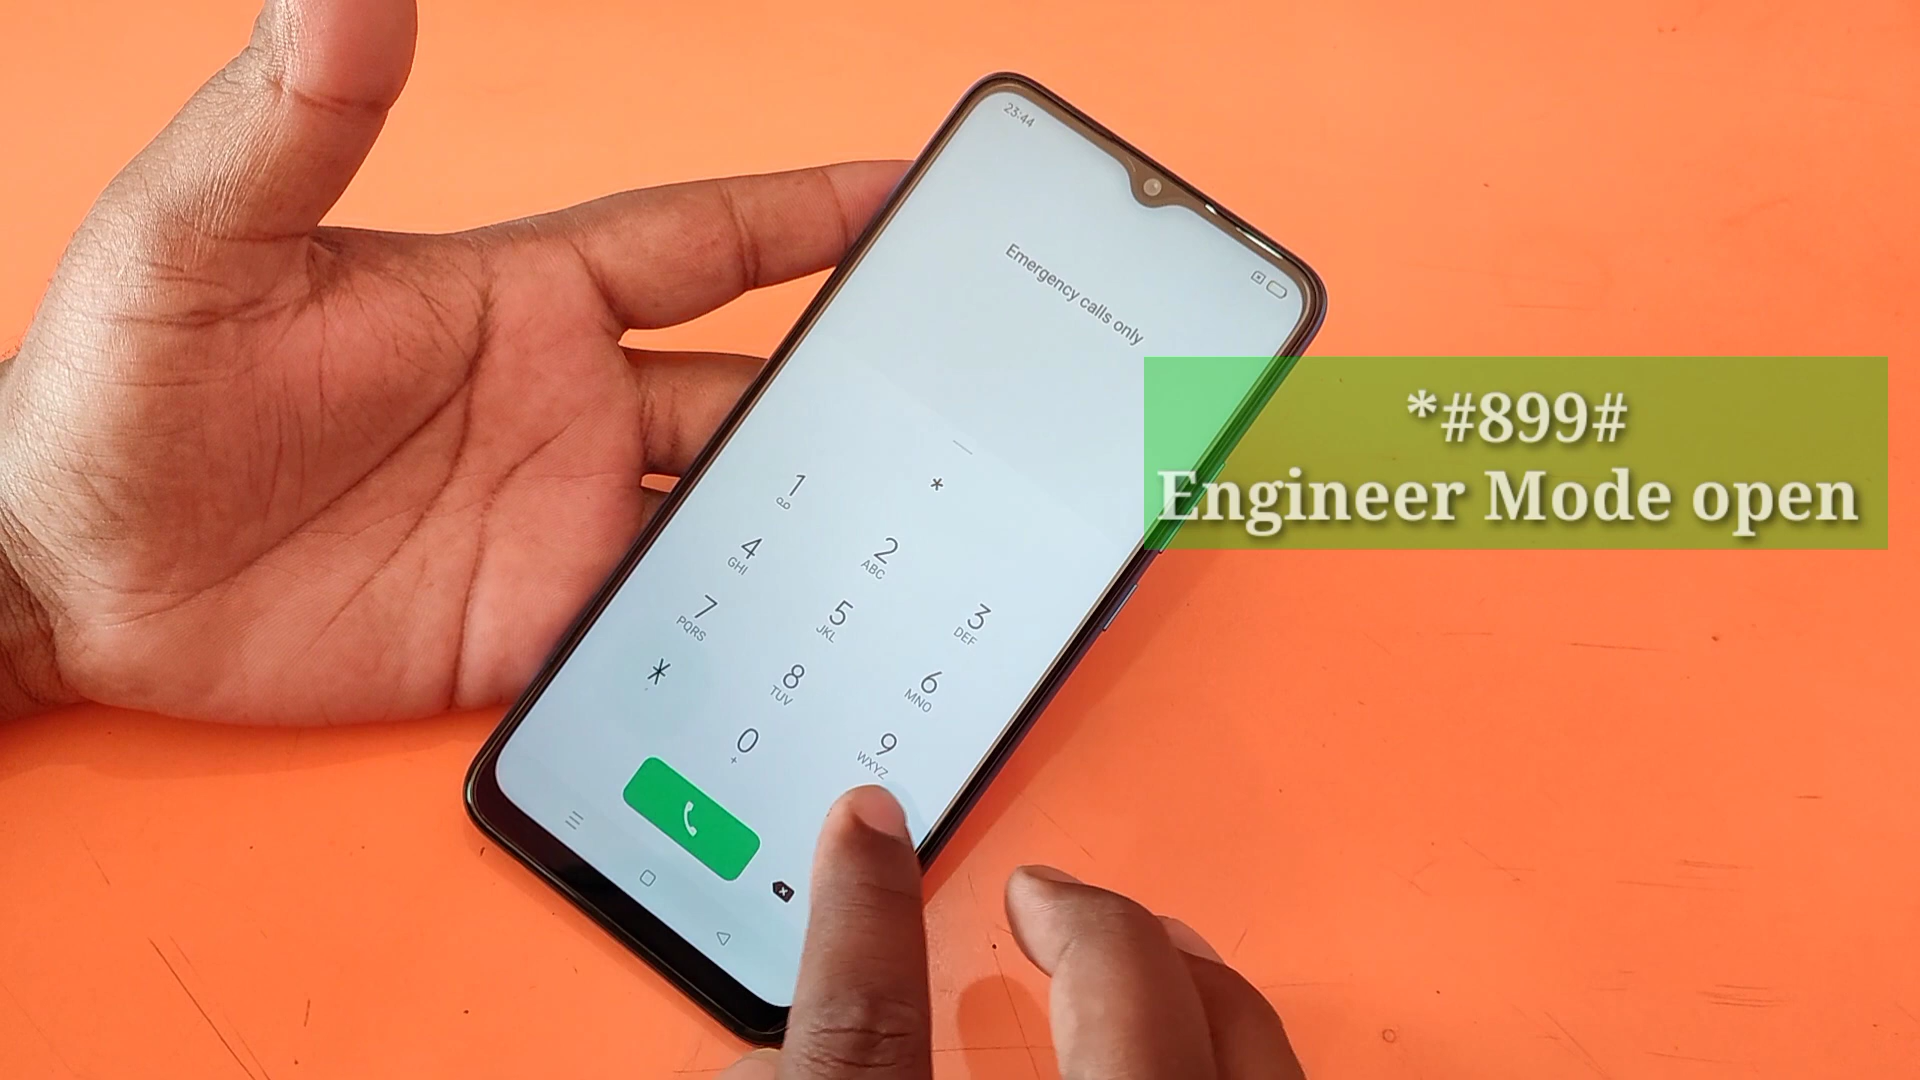 23:44
Emergency calls only
*
1
2
ABC
3
DEF
4
GHI
5
JKL
6
MNO
7
PQRS
8
TUV
9
WXYZ
*
0
+
*#899#
Engineer Mode open